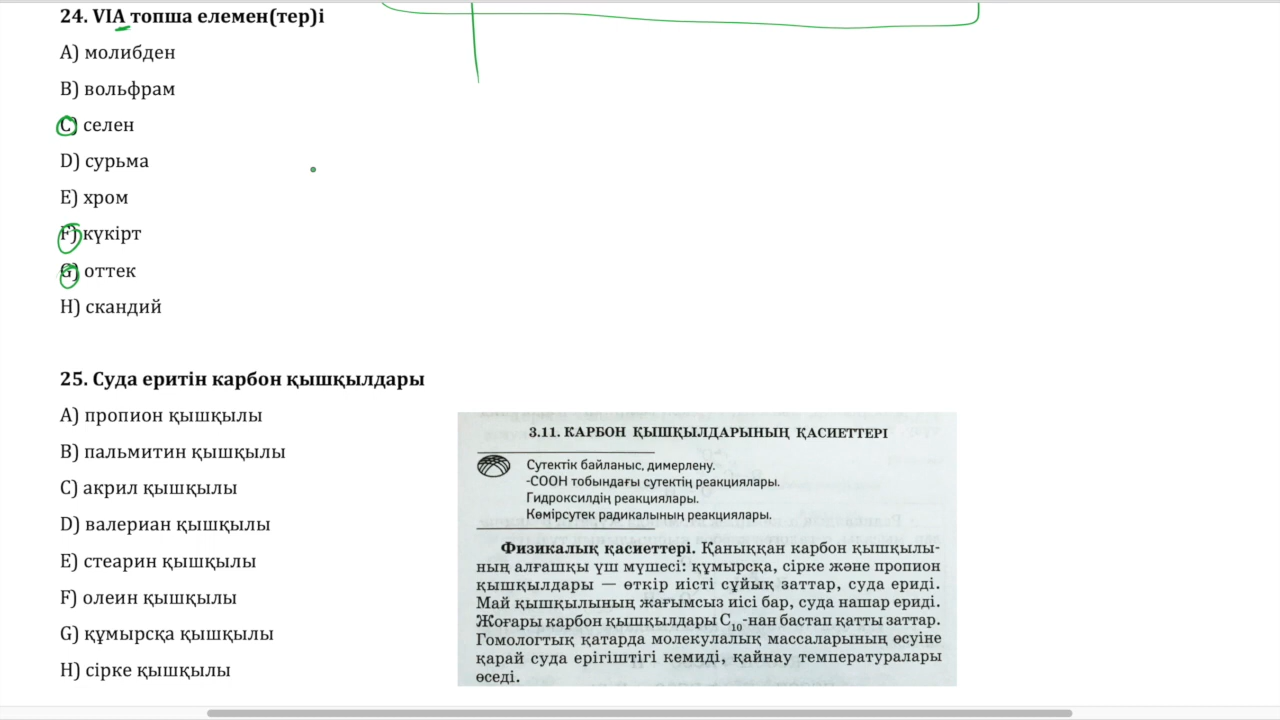 24. VIA топша елемен(тер)і
A) молибден
B) вольфрам
C) селен
D) сурьма
E) хром
F) күкірт
G) оттек
H) скандий
25. Суда еритін карбон қышқылдары
A) пропион қышқылы
B) пальмитин қышқылы
C) акрил қышқылы
D) валериан қышқылы
E) стеарин қышқылы
F) олеин қышқылы
G) құмырсқа қышқылы
H) сірке қышқылы
3.11. КАРБОН ҚЫШҚЫЛДАРЫНЫҢ ҚАСИЕТТЕРІ
Сутектік байланыс, димерлену.
-СООН тобындағы сутектің реакциялары.
Гидроксилдің реакциялары.
Көмірсутек радикалының реакциялары.
Физикалық қасиеттері. Қаныққан карбон қышқылы-
ның алғашқы үш мүшесі: құмырсқа, сірке және пропион
қышқылдары — өткір иісті сұйық заттар, суда ериді.
Май қышқылының жағымсыз иісі бар, суда нашар ериді.
Жоғары карбон қышқылдары C₁₀-нан бастап қатты заттар.
Гомологтық қатарда молекулалық массаларының өсуіне
қарай суда ерігіштігі кемиді, қайнау температуралары
өседі.